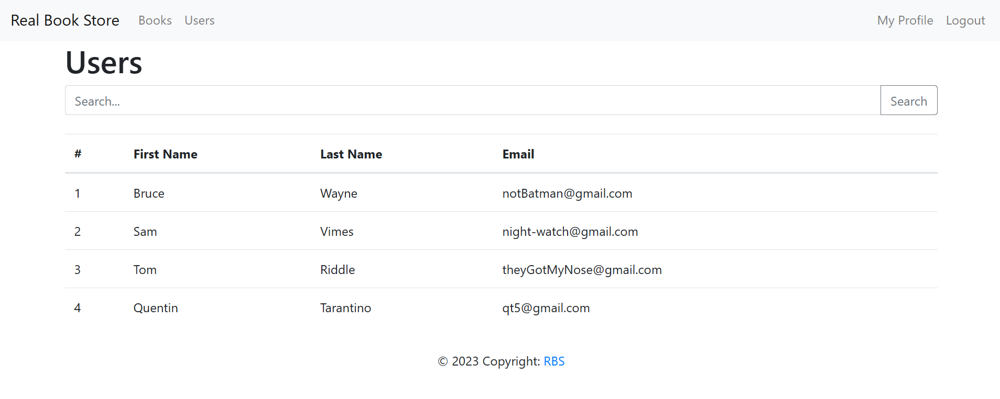 Real Book Store Books Users My Profile Logout
Users
Search... Search
# First Name Last Name Email
1 Bruce Wayne notBatman@gmail.com
2 Sam Vimes night-watch@gmail.com
3 Tom Riddle theyGotMyNose@gmail.com
4 Quentin Tarantino qt5@gmail.com
© 2023 Copyright: RBS